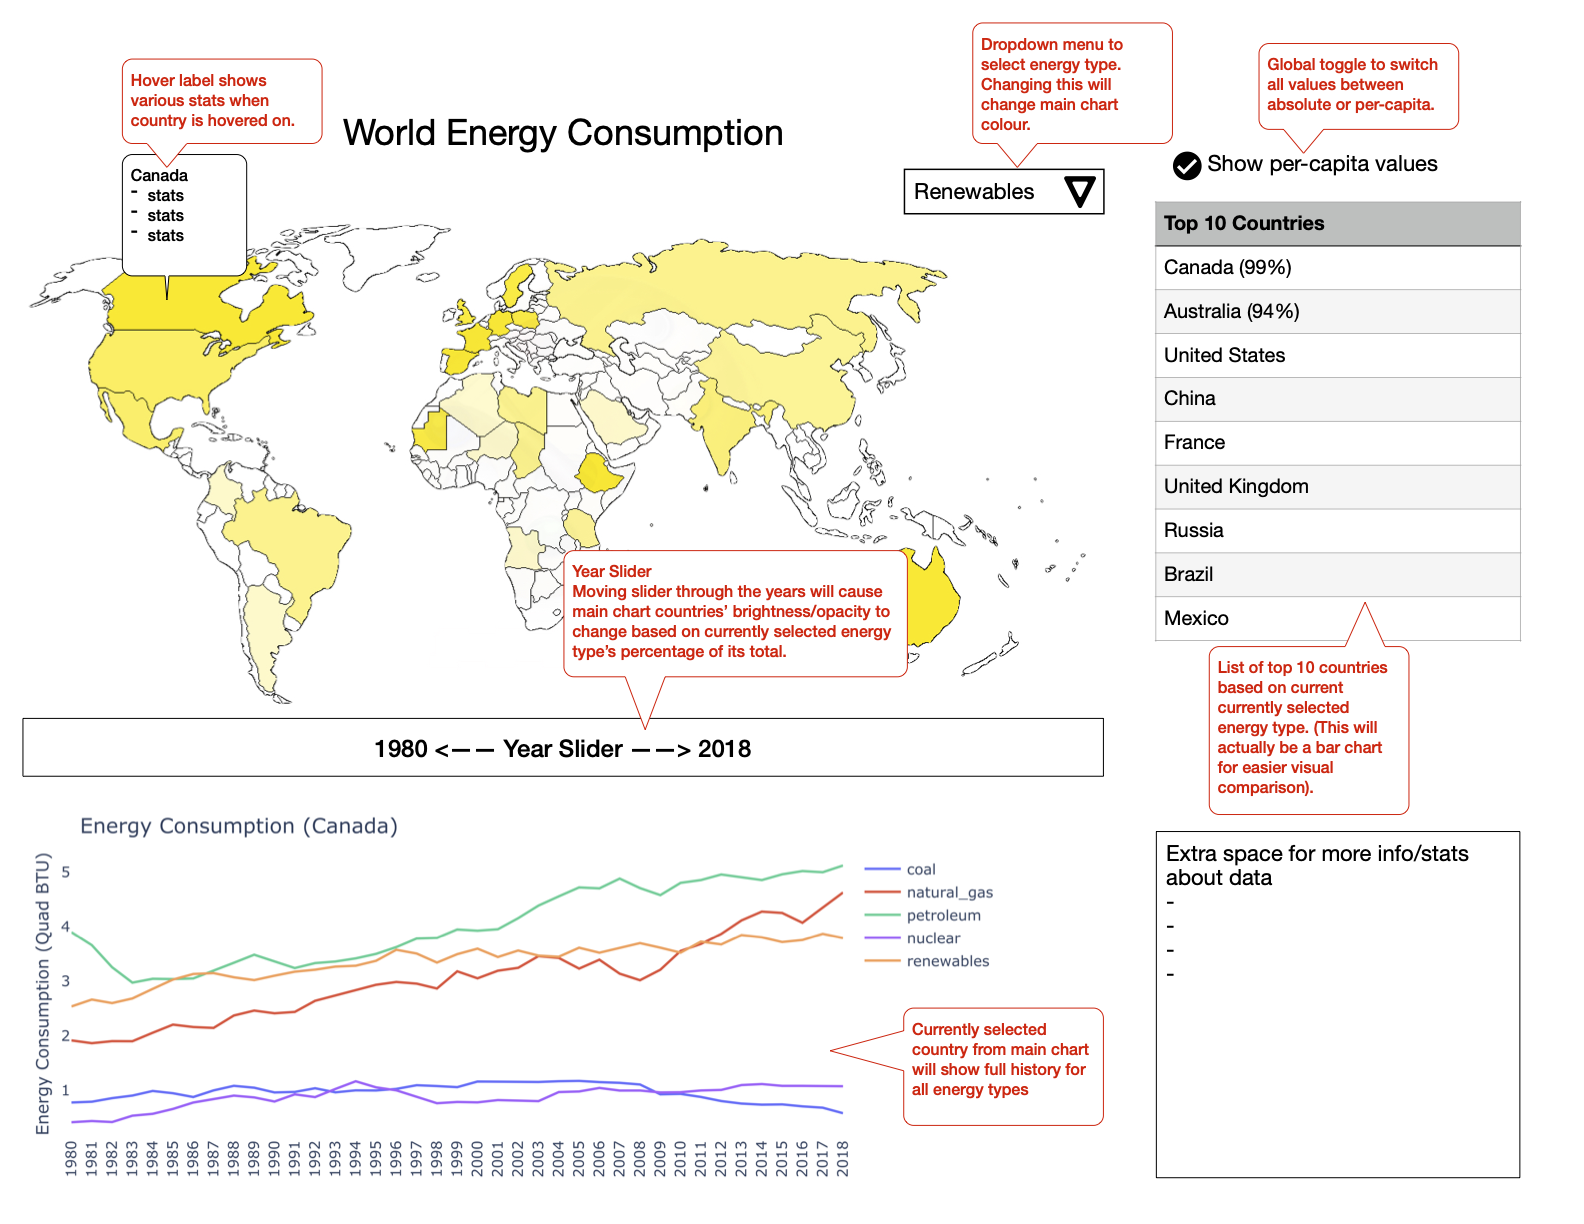 Hover label shows
various stats when
country is hovered on.
Dropdown menu to
select energy type.
Changing this will
change main chart
colour.
Global toggle to switch
all values between
absolute or per-capita.
World Energy Consumption
Canada
- stats
- stats
- stats
Renewables
Show per-capita values
Top 10 Countries
Canada (99%)
Australia (94%)
United States
China
France
United Kingdom
Russia
Brazil
Mexico
Year Slider
Moving slider through the years will cause
main chart countries’ brightness/opacity to
change based on currently selected energy
type’s percentage of its total.
List of top 10 countries
based on current
currently selected
energy type. (This will
actually be a bar chart
for easier visual
comparison).
1980 <–– Year Slider ––> 2018
Energy Consumption (Canada)
Energy Consumption (Quad BTU)
5
4
3
2
1
1980
1981
1982
1983
1984
1985
1986
1987
1988
1989
1990
1991
1992
1993
1994
1995
1996
1997
1998
1999
2000
2001
2002
2003
2004
2005
2006
2007
2008
2009
2010
2011
2012
2013
2014
2015
2016
2017
2018
coal
natural_gas
petroleum
nuclear
renewables
Currently selected
country from main chart
will show full history for
all energy types
Extra space for more info/stats
about data
-
-
-
-